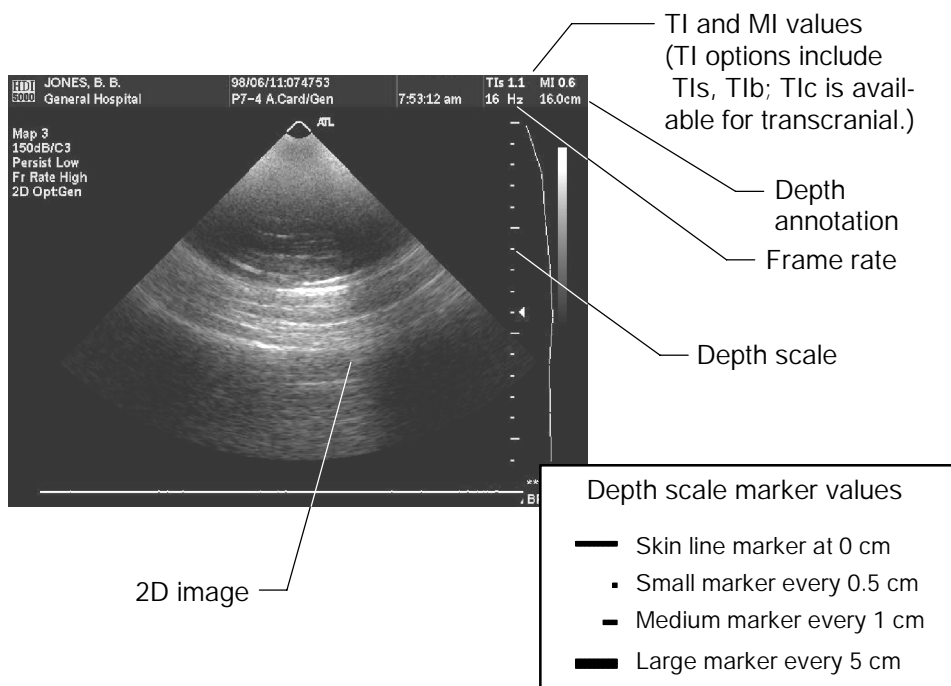 TI and MI values
(TI options include
TIs, TIb; TIc is avail-
able for transcranial.)
HDI
5000
JONES, B. B.
General Hospital
98/06/11:074753
P7-4 A.Card/Gen
7:53:12 am
TIs 1.1 MI 0.6
16 Hz 16.0cm
Map 3
150dB/C3
Persist Low
Fr Rate High
2D Opt:Gen
ATL
Depth
annotation
Frame rate
Depth scale
2D image
Depth scale marker values
Skin line marker at 0 cm
Small marker every 0.5 cm
Medium marker every 1 cm
Large marker every 5 cm